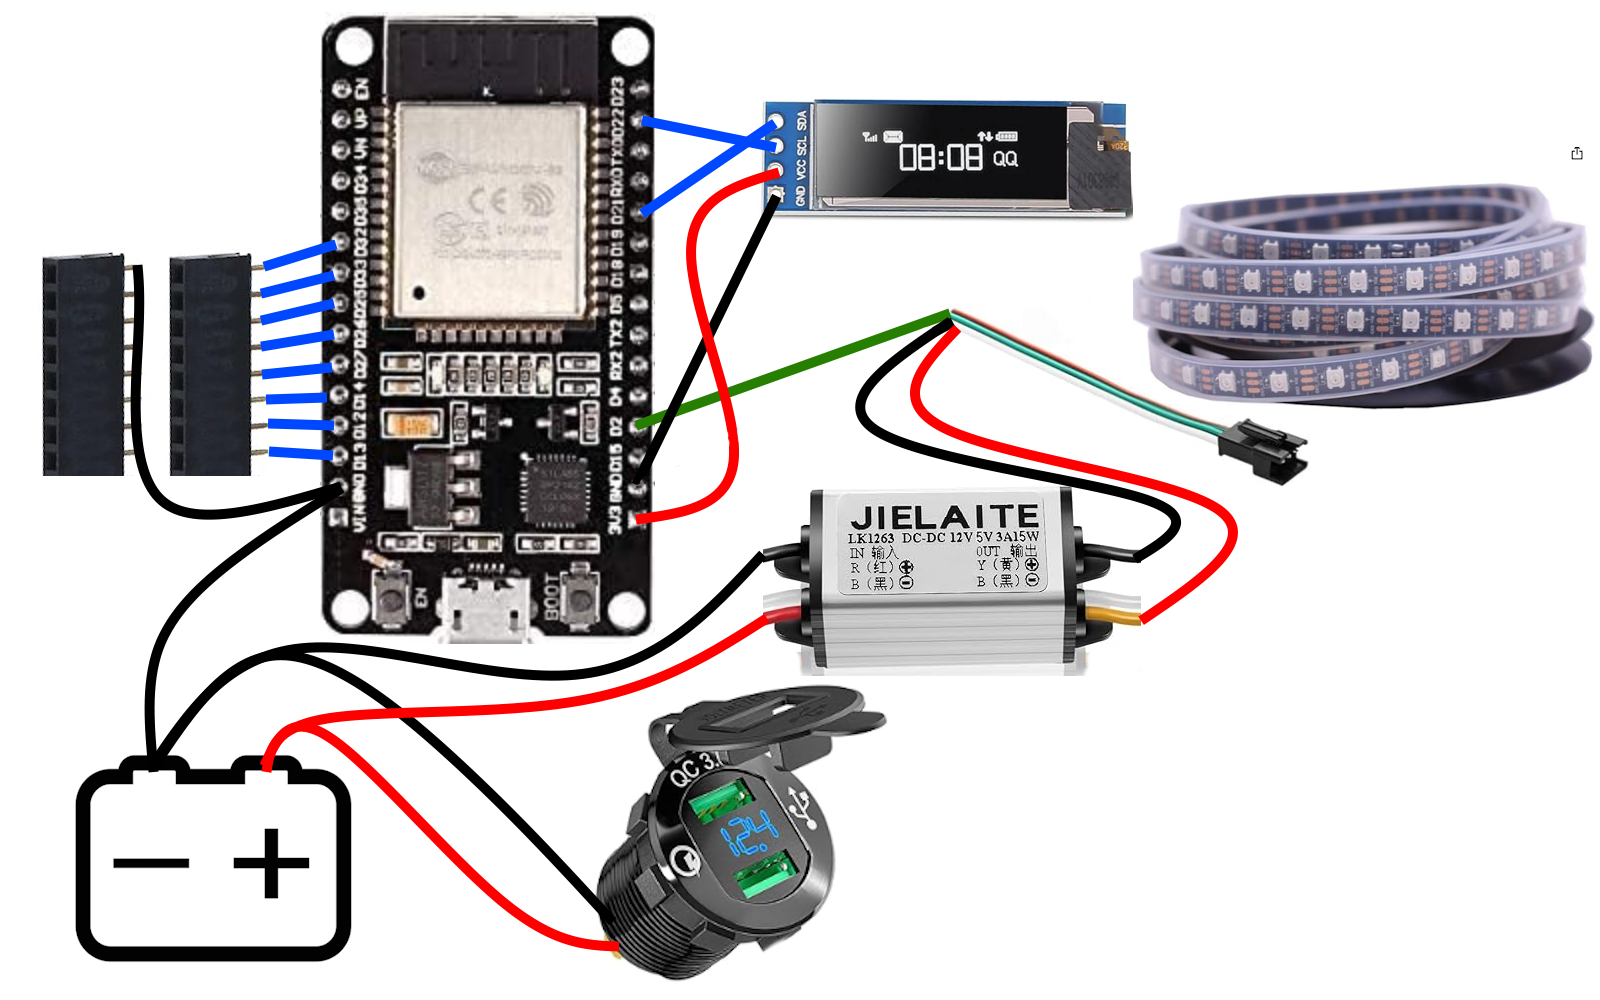 EN
VP
VN
D34
D35
D32
D33
D25
D26
D27
D14
D12
D13
GND
VIN
D23
D22
TX0
RX0
D21
D19
D18
D5
TX2
RX2
D4
D2
D15
GND
3V3
EN
BOOT
SDA
SCL
VCC
GND
08:08 QQ
JIELAITE
LK1263 DC-DC 12V 5V 3A15W
IN 输入 OUT 输出
R (红) ⊕ Y (黄) ⊕
B (黑) ⊖ B (黑) ⊖
QC 3.
12.4
− +